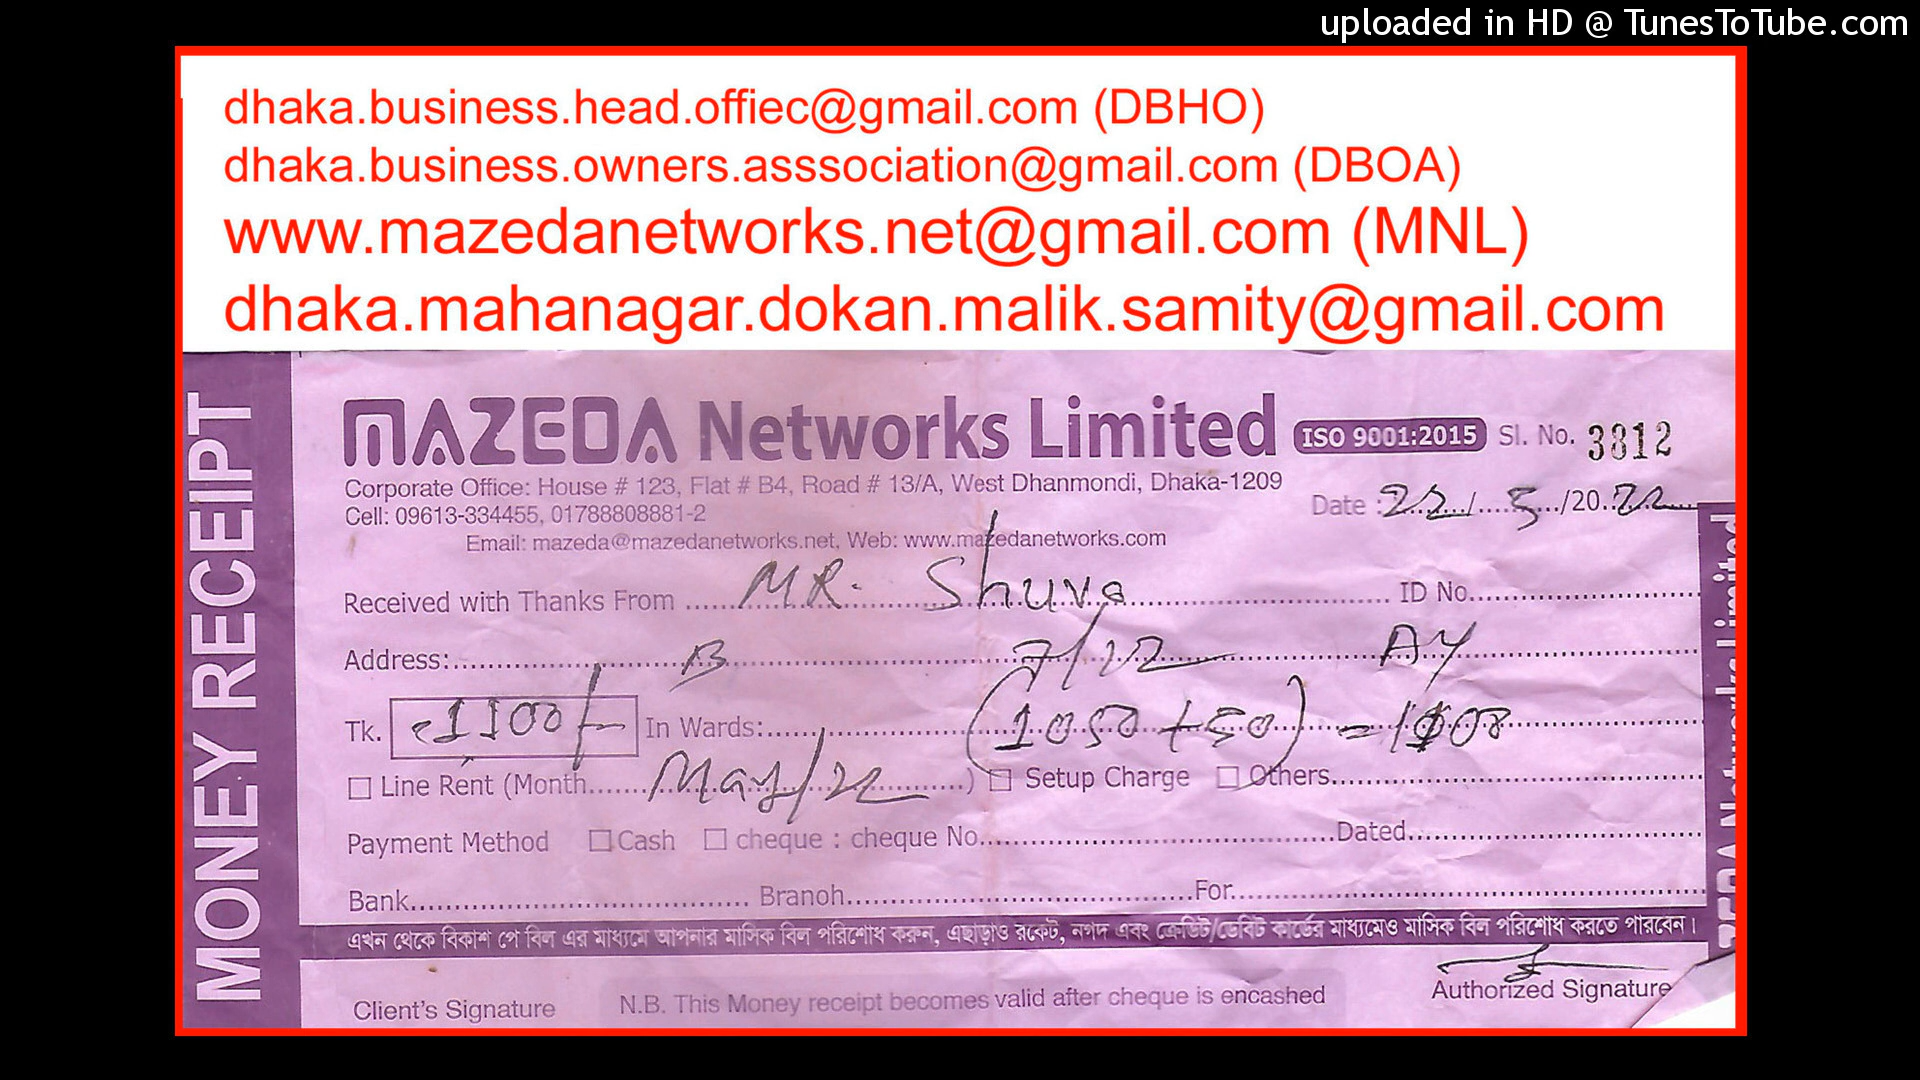 uploaded in HD @ TunesToTube.com
dhaka.business.head.offiec@gmail.com (DBHO)
dhaka.business.owners.asssociation@gmail.com (DBOA)
www.mazedanetworks.net@gmail.com (MNL)
dhaka.mahanagar.dokan.malik.samity@gmail.com
MONEY RECEIPT
MAZEDA Networks Limited ISO 9001:2015 Sl. No. 3812
Corporate Office: House # 123, Flat # B4, Road # 13/A, West Dhanmondi, Dhaka-1209
Cell: 09613-334455, 01788808881-2
Date : 22/5/2022
Email: mazeda@mazedanetworks.net, Web: www.mazedanetworks.com
Received with Thanks From MR. Shuvo ID No.
Address: B 7/12 AY
Tk. =1100/- In Wards: (1050+50) = 1100
Line Rent (Month May/22) Setup Charge Others
Payment Method Cash cheque : cheque No. Dated
Bank Branoh For
এখন থেকে বিকাশ পে বিল এর মাধ্যমে আপনার মাসিক বিল পরিশোধ করুন, এছাড়াও রকেট, নগদ এবং ক্রেডিট/ডেবিট কার্ডের মাধ্যমেও মাসিক বিল পরিশোধ করতে পারবেন।
Client's Signature
N.B. This Money receipt becomes valid after cheque is encashed
Authorized Signature